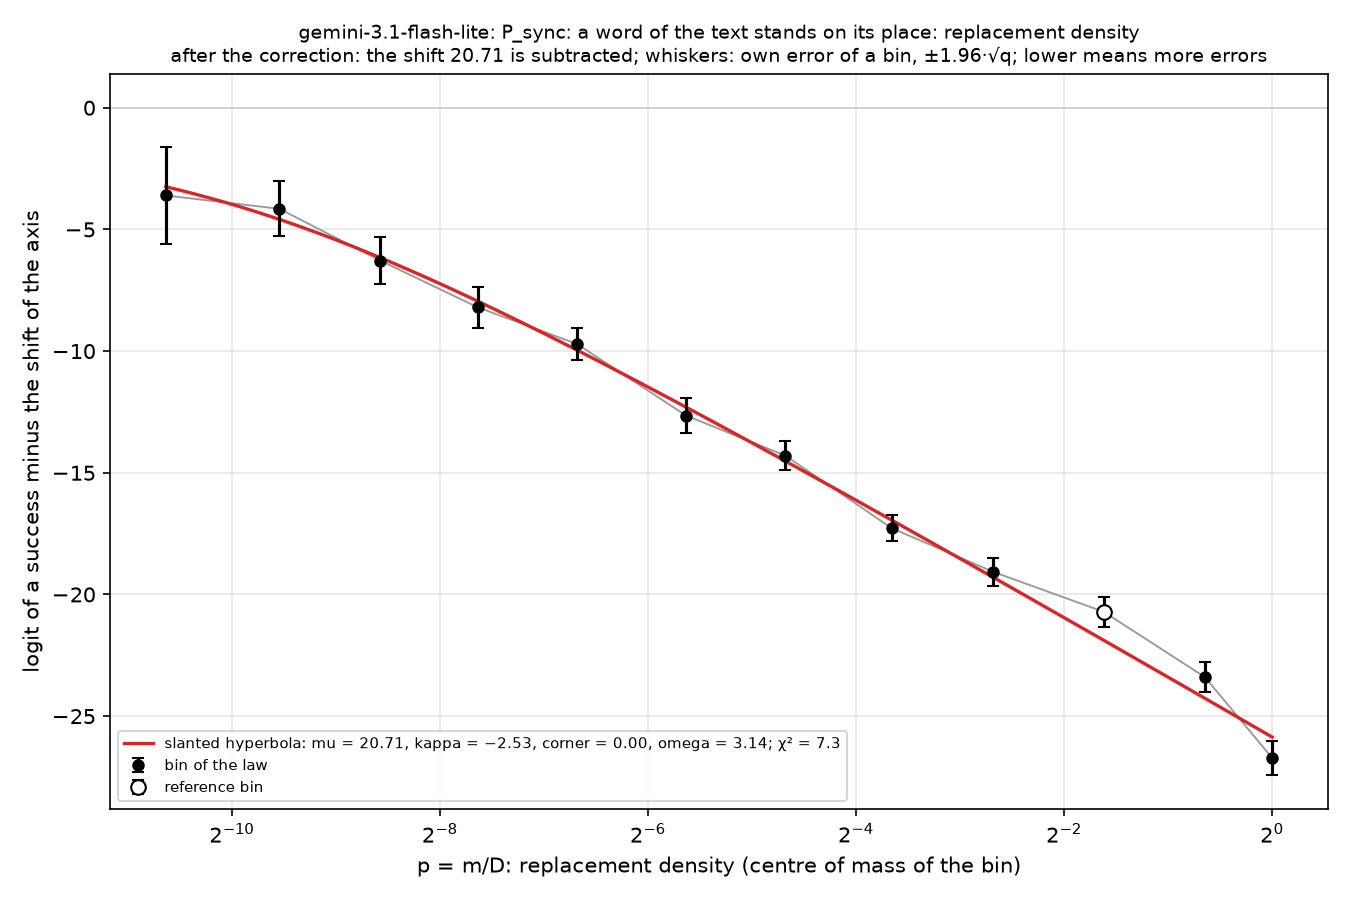 gemini-3.1-flash-lite: P_sync: a word of the text stands on its place: replacement density
after the correction: the shift 20.71 is subtracted; whiskers: own error of a bin, ±1.96·√q; lower means more errors
logit of a success minus the shift of the axis
0
−5
−10
−15
−20
−25
slanted hyperbola: mu = 20.71, kappa = −2.53, corner = 0.00, omega = 3.14; χ² = 7.3
bin of the law
reference bin
2⁻¹⁰ 2⁻⁸ 2⁻⁶ 2⁻⁴ 2⁻² 2⁰
p = m/D: replacement density (centre of mass of the bin)